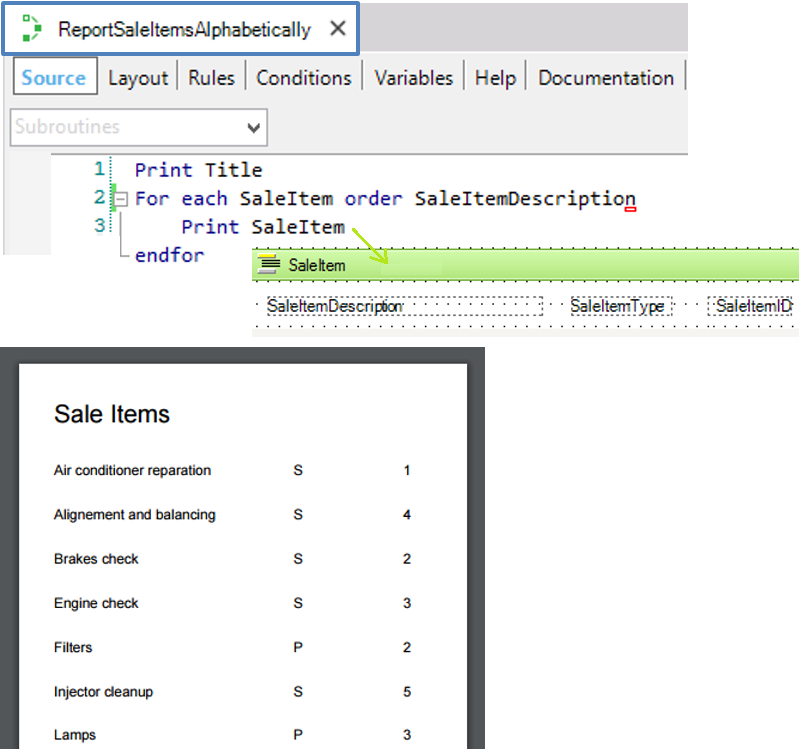 ReportSaleItemsAlphabetically
Source Layout Rules Conditions Variables Help Documentation
Subroutines
1 Print Title
2 For each SaleItem order SaleItemDescription
3 Print SaleItem
endfor
SaleItem
SaleItemDescription SaleItemType SaleItemID
Sale Items
Air conditioner reparation S 1
Alignement and balancing S 4
Brakes check S 2
Engine check S 3
Filters P 2
Injector cleanup S 5
Lamps P 3